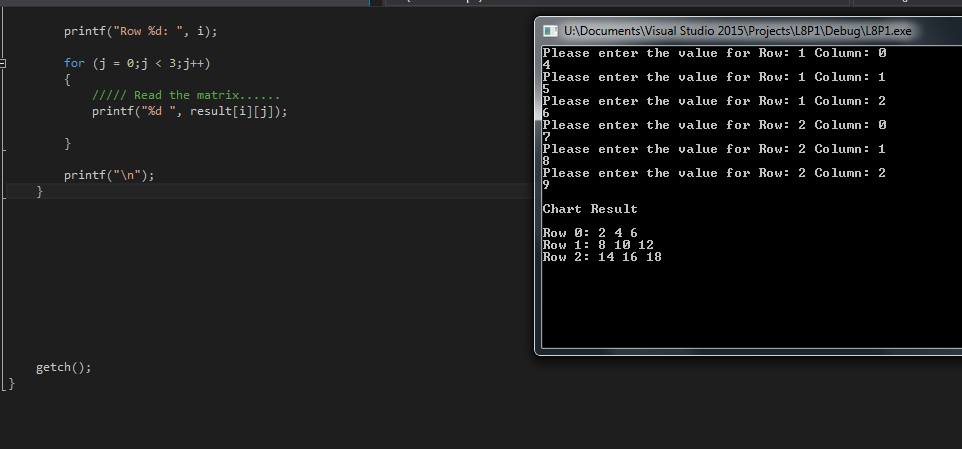 printf("Row %d: ", i);
for (j = 0;j < 3;j++)
{
///// Read the matrix......
printf("%d ", result[i][j]);
}
printf("\n");
}
getch();
}
U:\Documents\Visual Studio 2015\Projects\L8P1\Debug\L8P1.exe
Please enter the value for Row: 1 Column: 0
4
Please enter the value for Row: 1 Column: 1
5
Please enter the value for Row: 1 Column: 2
6
Please enter the value for Row: 2 Column: 0
7
Please enter the value for Row: 2 Column: 1
8
Please enter the value for Row: 2 Column: 2
9
Chart Result
Row 0: 2 4 6
Row 1: 8 10 12
Row 2: 14 16 18